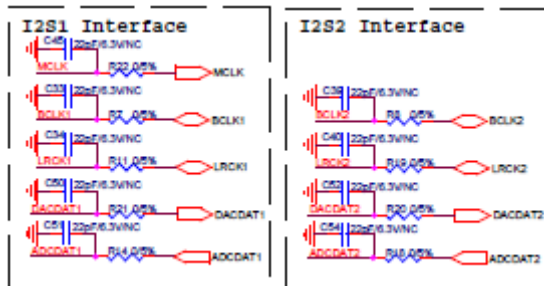 I2S1 Interface
C45 22pF/6.3V/NC
MCLK R22 0/5% MCLK
C33 22pF/6.3V/NC
BCLK1 R7 0/5% BCLK1
C34 22pF/6.3V/NC
LRCK1 R11 0/5% LRCK1
C50 22pF/6.3V/NC
DACDAT1 R21 0/5% DACDAT1
C51 22pF/6.3V/NC
ADCDAT1 R14 0/5% ADCDAT1
I2S2 Interface
C39 22pF/6.3V/NC
BCLK2 R8 0/5% BCLK2
C40 22pF/6.3V/NC
LRCK2 R19 0/5% LRCK2
C52 22pF/6.3V/NC
DACDAT2 R20 0/5% DACDAT2
C54 22pF/6.3V/NC
ADCDAT2 R18 0/5% ADCDAT2